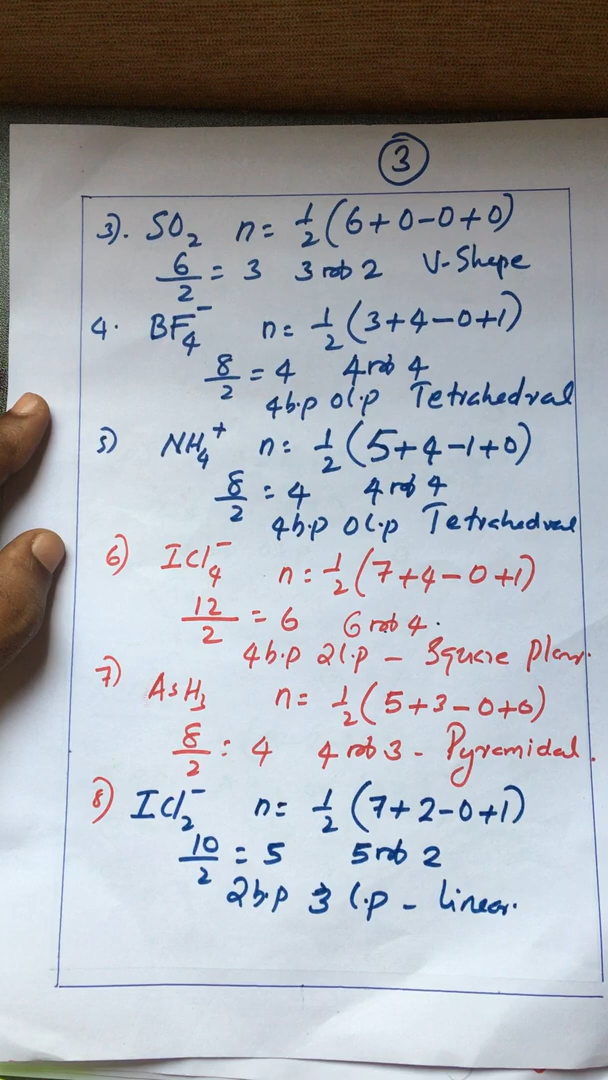 3
3). SO₂ n = 1/2 (6+0-0+0)
6/2 = 3 3 rob 2 V-Shape
4. BF₄⁻ n = 1/2 (3+4-0+1)
8/2 = 4 4 rob 4
4b.p 0l.p Tetrahedral
5) NH₄⁺ n = 1/2 (5+4-1+0)
8/2 = 4 4 rob 4
4b.p 0l.p Tetrahedral
6) ICl₄⁻ n = 1/2 (7+4-0+1)
12/2 = 6 6 rob 4.
4b.p 2l.p - Square Planar.
7) AsH₃ n = 1/2 (5+3-0+0)
8/2 : 4 4 rob 3 - Pyramidal.
8) ICl₂⁻ n = 1/2 (7+2-0+1)
10/2 = 5 5 rob 2
2b.p 3 l.p - linear.